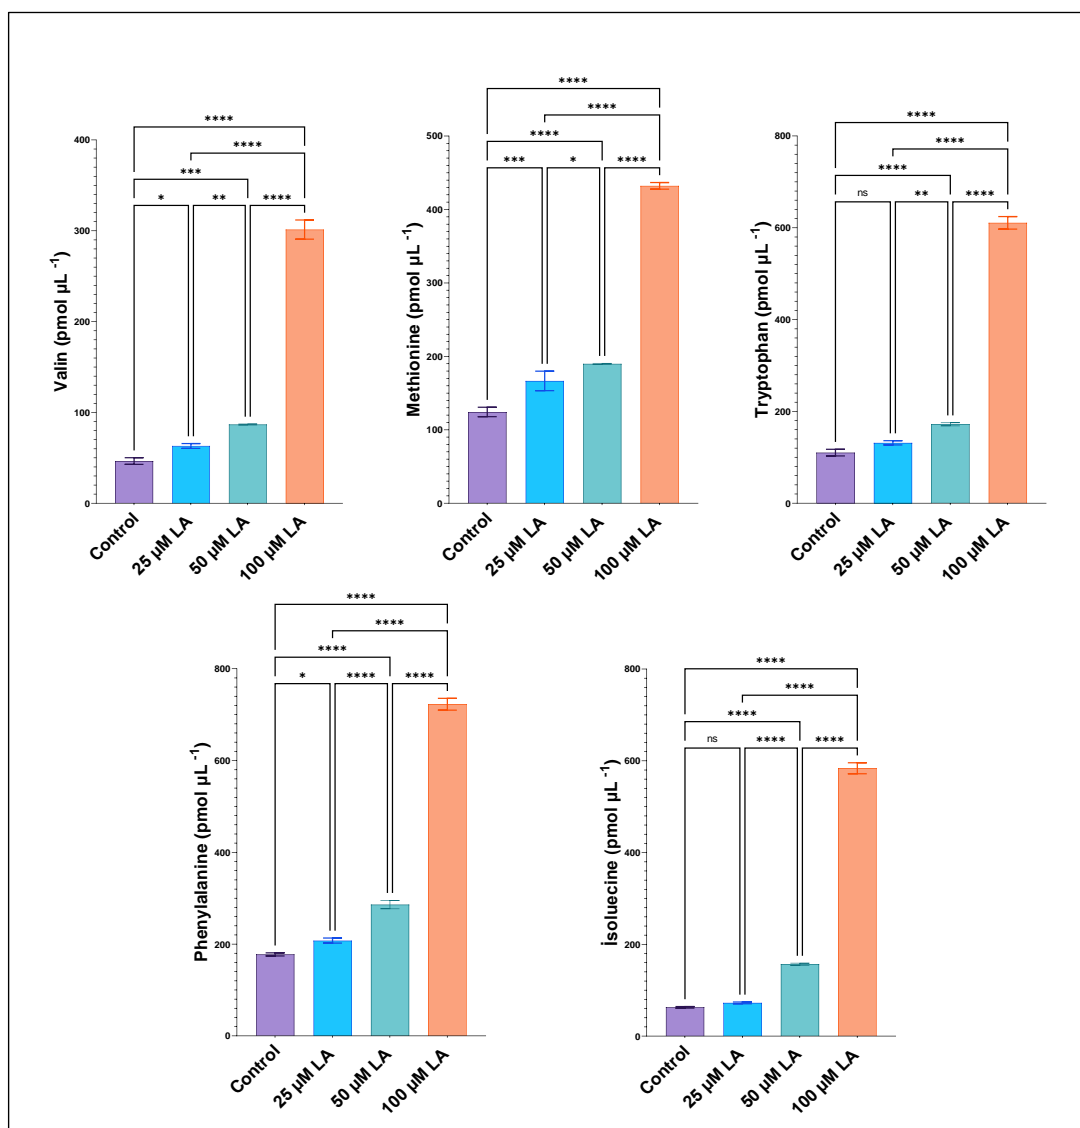 ****
****
***
* ** ****
400
300
200
100
0
Valin (pmol µL -1)
Control
25 µM LA
50 µM LA
100 µM LA
****
****
****
*** * ****
500
400
300
200
100
0
Methionine (pmol µL -1)
Control
25 µM LA
50 µM LA
100 µM LA
****
****
****
ns ** ****
800
600
400
200
0
Tryptophan (pmol µL -1)
Control
25 µM LA
50 µM LA
100 µM LA
****
****
****
* **** ****
800
600
400
200
0
Phenylalanine (pmol µL -1)
Control
25 µM LA
50 µM LA
100 µM LA
****
****
****
ns **** ****
800
600
400
200
0
İsoluecine (pmol µL -1)
Control
25 µM LA
50 µM LA
100 µM LA